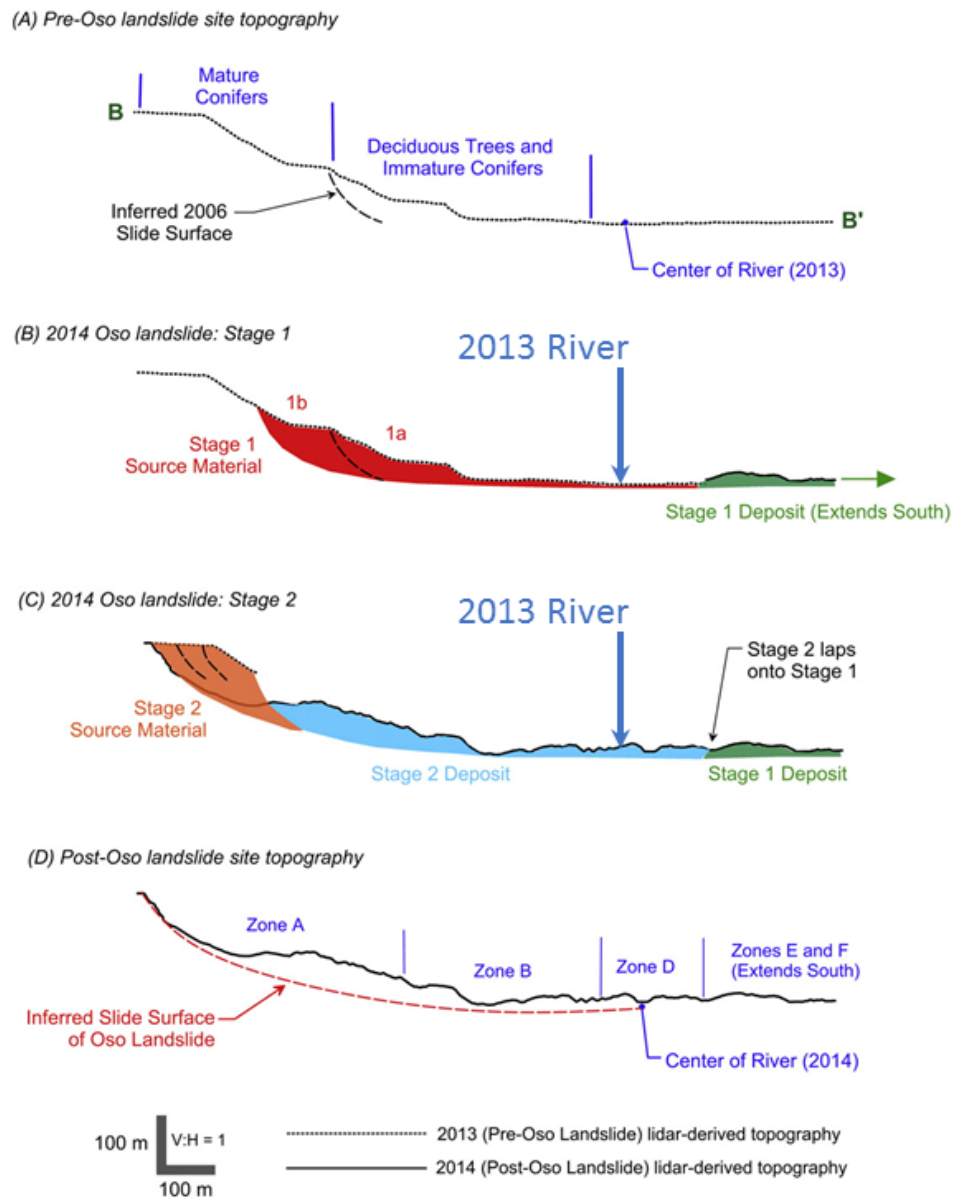 (A) Pre-Oso landslide site topography
Mature
Conifers
B
Deciduous Trees and
Immature Conifers
Inferred 2006
Slide Surface
B'
Center of River (2013)
(B) 2014 Oso landslide: Stage 1
2013 River
1b
1a
Stage 1
Source Material
Stage 1 Deposit (Extends South)
(C) 2014 Oso landslide: Stage 2
2013 River
Stage 2 laps
onto Stage 1
Stage 2
Source Material
Stage 2 Deposit
Stage 1 Deposit
(D) Post-Oso landslide site topography
Zone A
Zone B
Zone D
Zones E and F
(Extends South)
Inferred Slide Surface
of Oso Landslide
Center of River (2014)
100 m
V:H = 1
100 m
2013 (Pre-Oso Landslide) lidar-derived topography
2014 (Post-Oso Landslide) lidar-derived topography